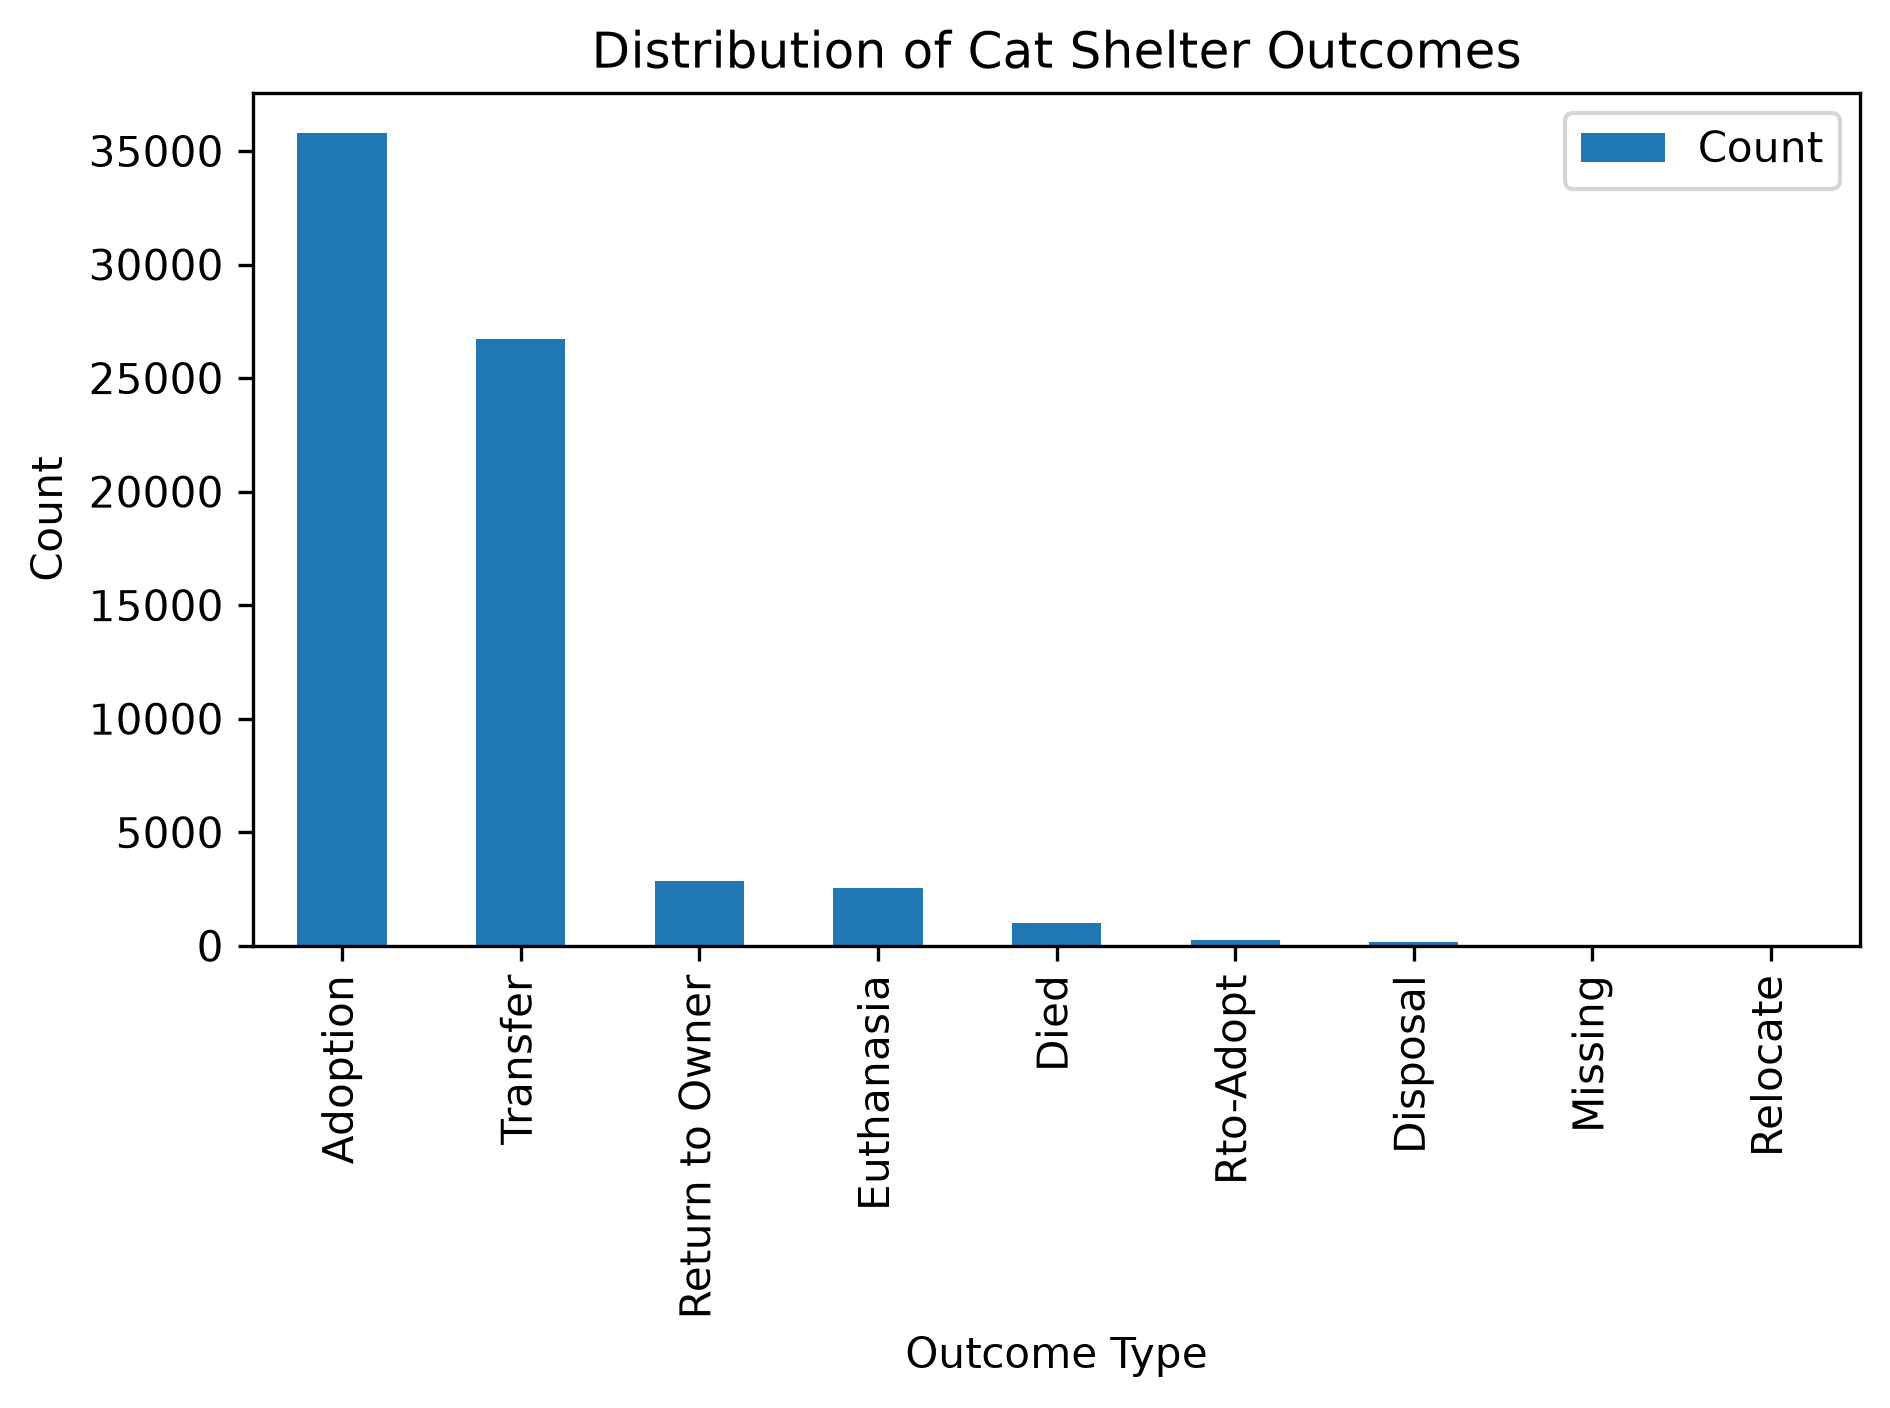 Distribution of Cat Shelter Outcomes
Count
35000
30000
25000
20000
15000
10000
5000
0
Count
Adoption
Transfer
Return to Owner
Euthanasia
Died
Rto-Adopt
Disposal
Missing
Relocate
Outcome Type